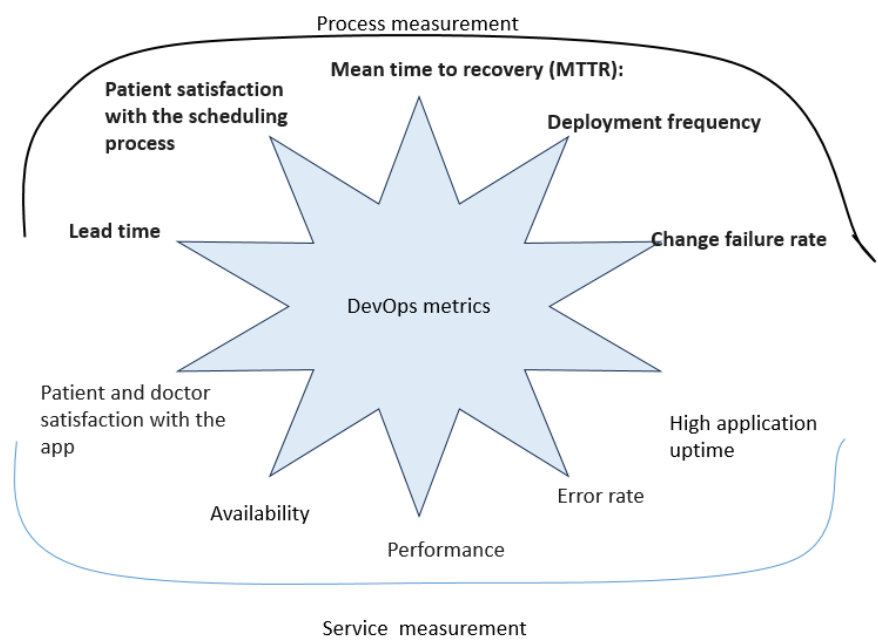 Process measurement
Mean time to recovery (MTTR):
Patient satisfaction
with the scheduling
process
Deployment frequency
Lead time
Change failure rate
DevOps metrics
Patient and doctor
satisfaction with the
app
High application
uptime
Error rate
Availability
Performance
Service  measurement